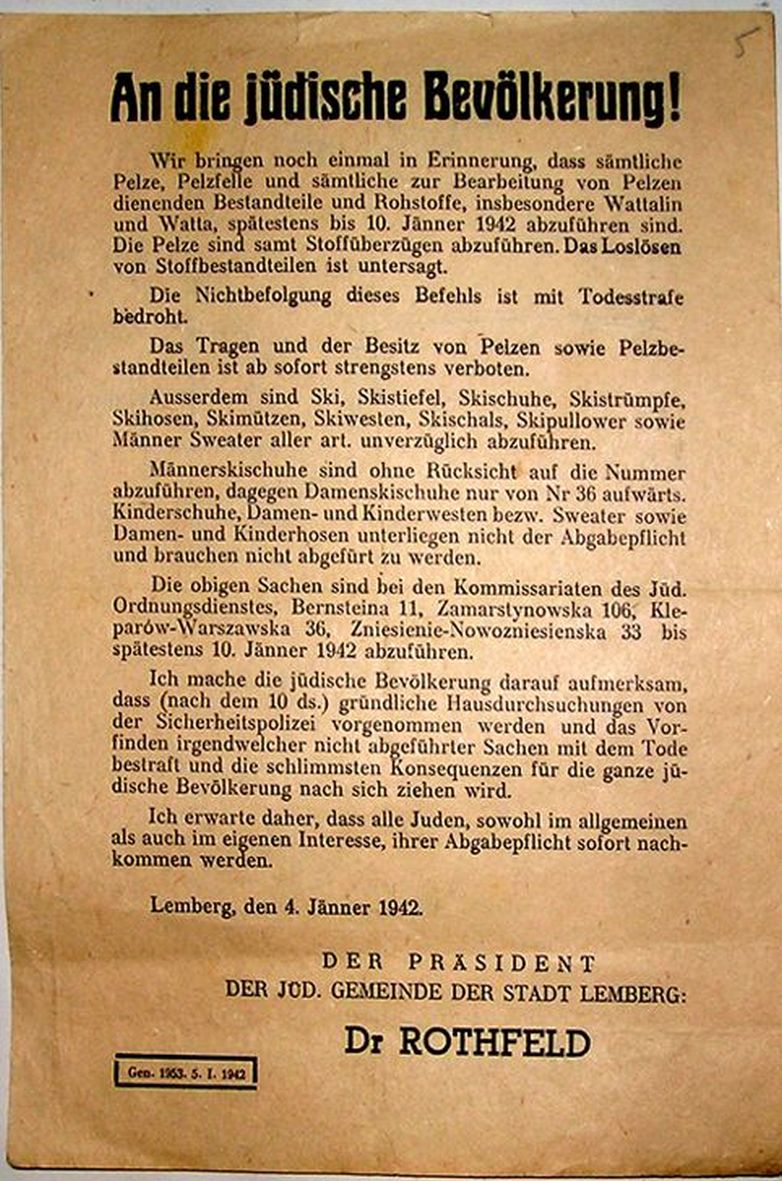 5
An die jüdische Bevölkerung!
Wir bringen noch einmal in Erinnerung, dass sämtliche
Pelze, Pelzfelle und sämtliche zur Bearbeitung von Pelzen
dienenden Bestandteile und Rohstoffe, insbesondere Wattalin
und Watta, spätestens bis 10. Jänner 1942 abzuführen sind.
Die Pelze sind samt Stoffüberzügen abzuführen. Das Loslösen
von Stoffbestandteilen ist untersagt.
Die Nichtbefolgung dieses Befehls ist mit Todesstrafe
bedroht.
Das Tragen und der Besitz von Pelzen sowie Pelzbe-
standteilen ist ab sofort strengstens verboten.
Ausserdem sind Ski, Skistiefel, Skischuhe, Skistrümpfe,
Skihosen, Skimützen, Skiwesten, Skischals, Skipullower sowie
Männer Sweater aller art. unverzüglich abzuführen.
Männerskischuhe sind ohne Rücksicht auf die Nummer
abzuführen, dagegen Damenskischuhe nur von Nr 36 aufwärts.
Kinderschuhe, Damen- und Kinderwesten bezw. Sweater sowie
Damen- und Kinderhosen unterliegen nicht der Abgabepflicht
und brauchen nicht abgefürt zu werden.
Die obigen Sachen sind bei den Kommissariaten des Jüd.
Ordnungsdienstes, Bernsteina 11, Zamarstynowska 106, Kle-
parów-Warszawska 36, Zniesienie-Nowozniesienska 33 bis
spätestens 10. Jänner 1942 abzuführen.
Ich mache die jüdische Bevölkerung darauf aufmerksam,
dass (nach dem 10 ds.) gründliche Hausdurchsuchungen von
der Sicherheitspolizei vorgenommen werden und das Vor-
finden irgendwelcher nicht abgeführter Sachen mit dem Tode
bestraft und die schlimmsten Konsequenzen für die ganze jü-
dische Bevölkerung nach sich ziehen wird.
Ich erwarte daher, dass alle Juden, sowohl im allgemeinen
als auch im eigenen Interesse, ihrer Abgabepflicht sofort nach-
kommen werden.
Lemberg, den 4. Jänner 1942.
DER PRÄSIDENT
DER JÜD. GEMEINDE DER STADT LEMBERG:
Dr ROTHFELD
Gen. 1953. 5. I. 1942